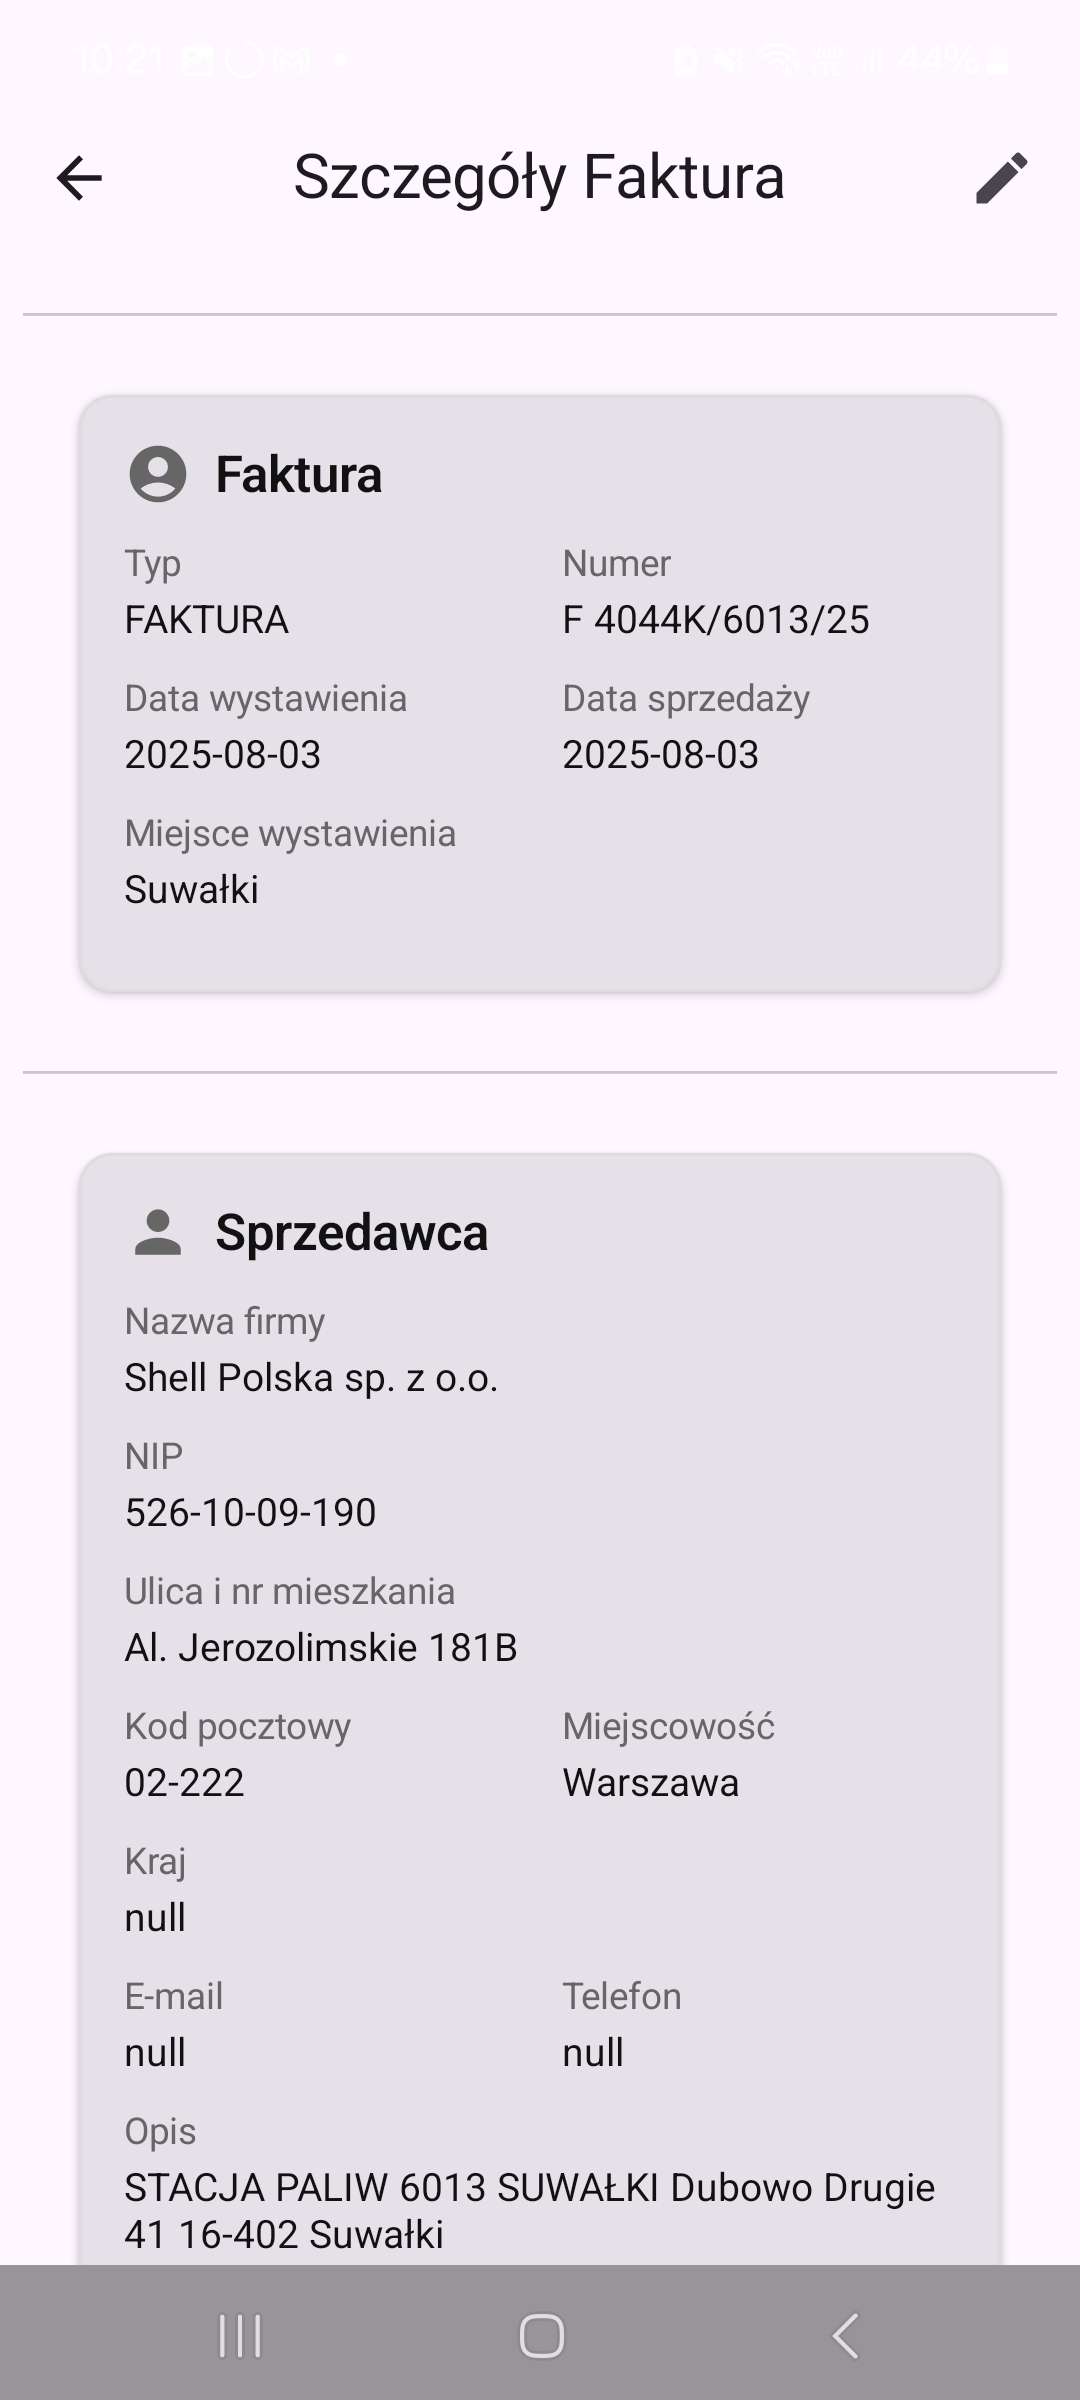 10:21
44%
Szczegóły Faktura
Faktura
Typ
Numer
FAKTURA
F 4044K/6013/25
Data wystawienia
Data sprzedaży
2025-08-03
2025-08-03
Miejsce wystawienia
Suwałki
Sprzedawca
Nazwa firmy
Shell Polska sp. z o.o.
NIP
526-10-09-190
Ulica i nr mieszkania
Al. Jerozolimskie 181B
Kod pocztowy
Miejscowość
02-222
Warszawa
Kraj
null
E-mail
Telefon
null
null
Opis
STACJA PALIW 6013 SUWAŁKI Dubowo Drugie
41 16-402 Suwałki